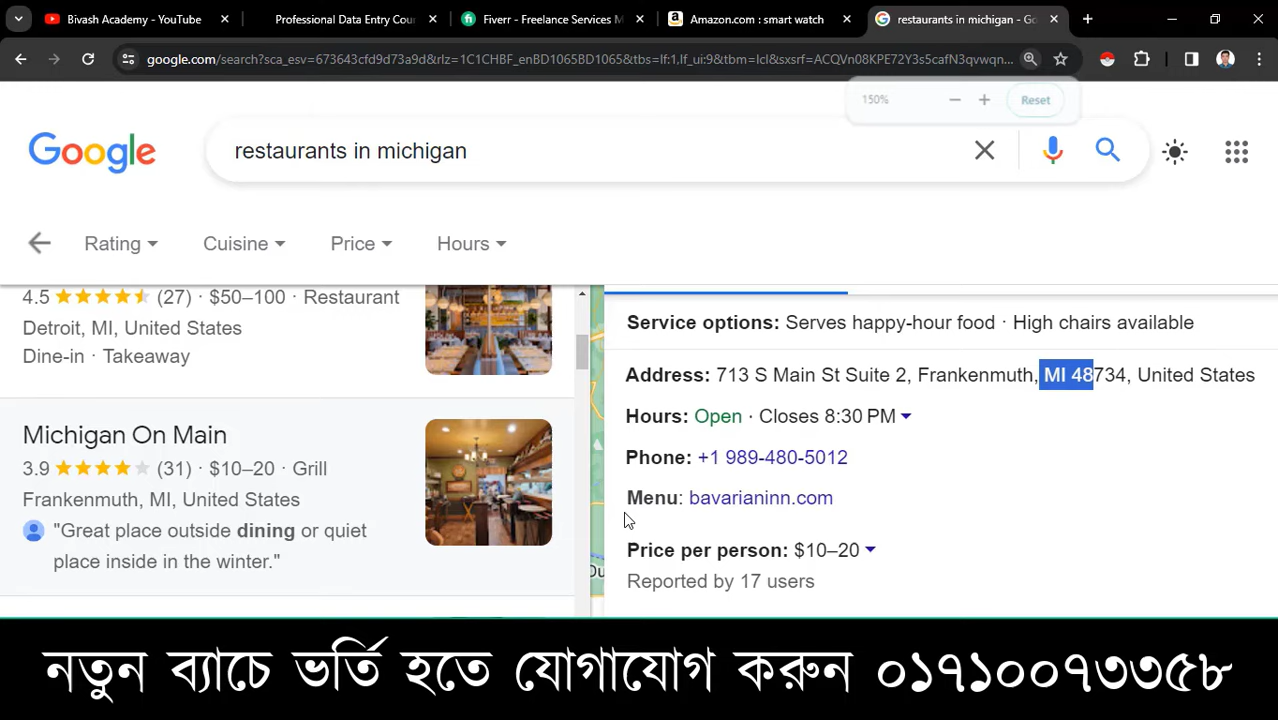 Bivash Academy - YouTube
Professional Data Entry Cour
Fiverr - Freelance Services M
Amazon.com : smart watch
restaurants in michigan - Go
google.com/search?sca_esv=673643cfd9d73a9d&rlz=1C1CHBF_enBD1065BD1065&tbs=lf:1,lf_ui:9&tbm=lcl&sxsrf=ACQVn08KPE72Y3s5cafN3qvwqn...
150%
Reset
Google
restaurants in michigan
Rating
Cuisine
Price
Hours
4.5 (27) · $50–100 · Restaurant
Detroit, MI, United States
Dine-in · Takeaway
Michigan On Main
3.9 (31) · $10–20 · Grill
Frankenmuth, MI, United States
"Great place outside dining or quiet
place inside in the winter."
Service options: Serves happy-hour food · High chairs available
Address: 713 S Main St Suite 2, Frankenmuth, MI 48734, United States
Hours: Open · Closes 8:30 PM
Phone: +1 989-480-5012
Menu: bavarianinn.com
Price per person: $10–20
Reported by 17 users
নতুন ব্যাচে ভর্তি হতে যোগাযোগ করুন ০১৭১০০৭৩৩৫৮